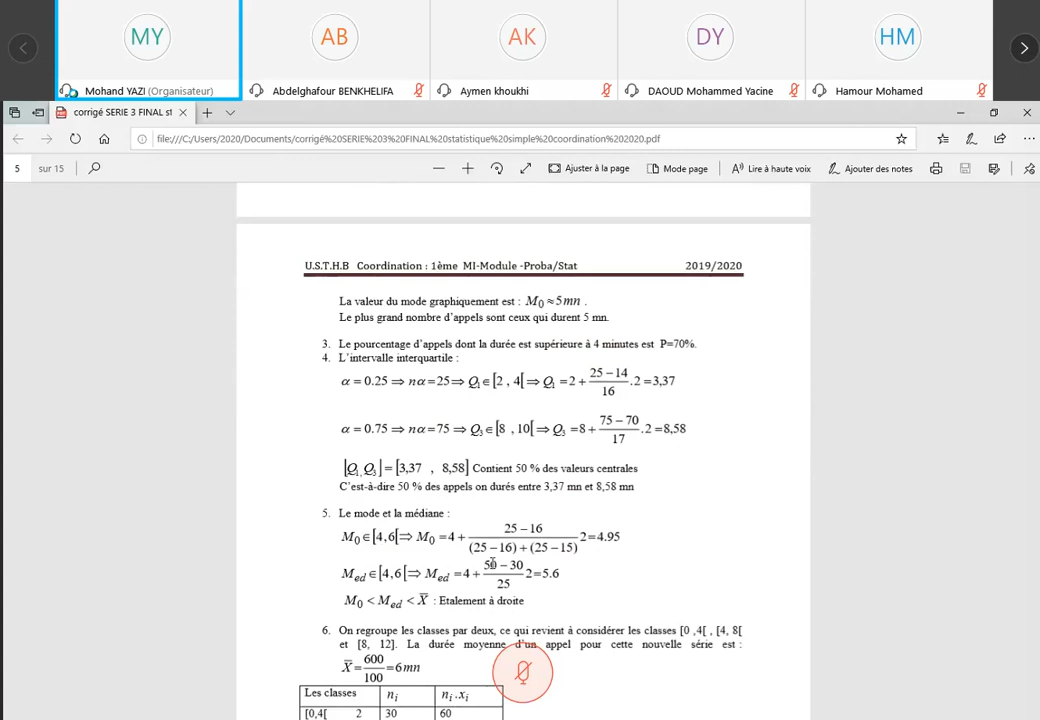 MY AB AK DY HM
Mohand YAZI (Organisateur) Abdelghafour BENKHELIFA Aymen khoukhi DAOUD Mohammed Yacine Hamour Mohamed
corrigé SERIE 3 FINAL st
file:///C:/Users/2020/Documents/corrigé%20SERIE%203%20FINAL%20statistique%20simple%20coordination%202020.pdf
5 sur 15 Ajuster à la page Mode page Lire à haute voix Ajouter des notes
U.S.T.H.B Coordination : 1ème MI-Module -Proba/Stat 2019/2020
La valeur du mode graphiquement est : M₀ ≈ 5 mn .
Le plus grand nombre d'appels sont ceux qui durent 5 mn.
3. Le pourcentage d'appels dont la durée est supérieure à 4 minutes est P=70%.
4. L'intervalle interquartile :
α = 0.25 ⇒ nα = 25 ⇒ Q₁ ∈ [2 , 4[ ⇒ Q₁ = 2 + (25 − 14)/16 .2 = 3,37
α = 0.75 ⇒ nα = 75 ⇒ Q₃ ∈ [8 , 10[ ⇒ Q₃ = 8 + (75 − 70)/17 .2 = 8,58
[Q₁, Q₃] = [3,37 , 8,58] Contient 50 % des valeurs centrales
C'est-à-dire 50 % des appels on durés entre 3,37 mn et 8,58 mn
5. Le mode et la médiane :
M₀ ∈ [4,6[ ⇒ M₀ = 4 + (25 − 16)/((25 − 16) + (25 − 15)) 2 = 4.95
Med ∈ [4,6[ ⇒ Med = 4 + (50 − 30)/25 2 = 5.6
M₀ < Med < X̄ : Etalement à droite
6. On regroupe les classes par deux, ce qui revient à considérer les classes [0 ,4[ , [4, 8[
et [8, 12]. La durée moyenne d'un appel pour cette nouvelle série est :
X̄ = 600/100 = 6 mn
Les classes nᵢ nᵢ.xᵢ
[0,4[ 2 30 60